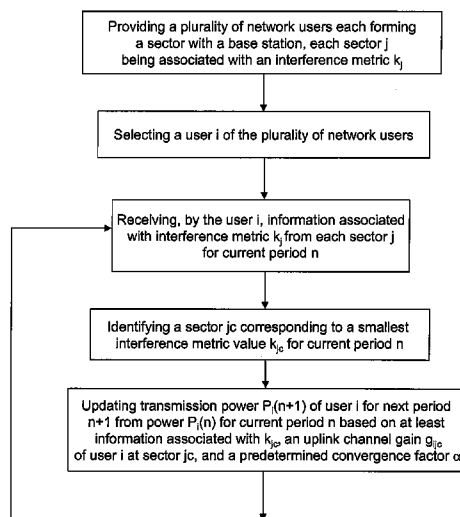 Providing a plurality of network users each forming
a sector with a base station, each sector j
being associated with an interference metric kj
Selecting a user i of the plurality of network users
Receiving, by the user i, information associated
with interference metric kj from each sector j
for current period n
Identifying a sector jc corresponding to a smallest
interference metric value kjc for current period n
Updating transmission power Pi(n+1) of user i for next period
n+1 from power Pi(n) for current period n based on at least
information associated with kjc, an uplink channel gain gijc
of user i at sector jc, and a predetermined convergence factor α